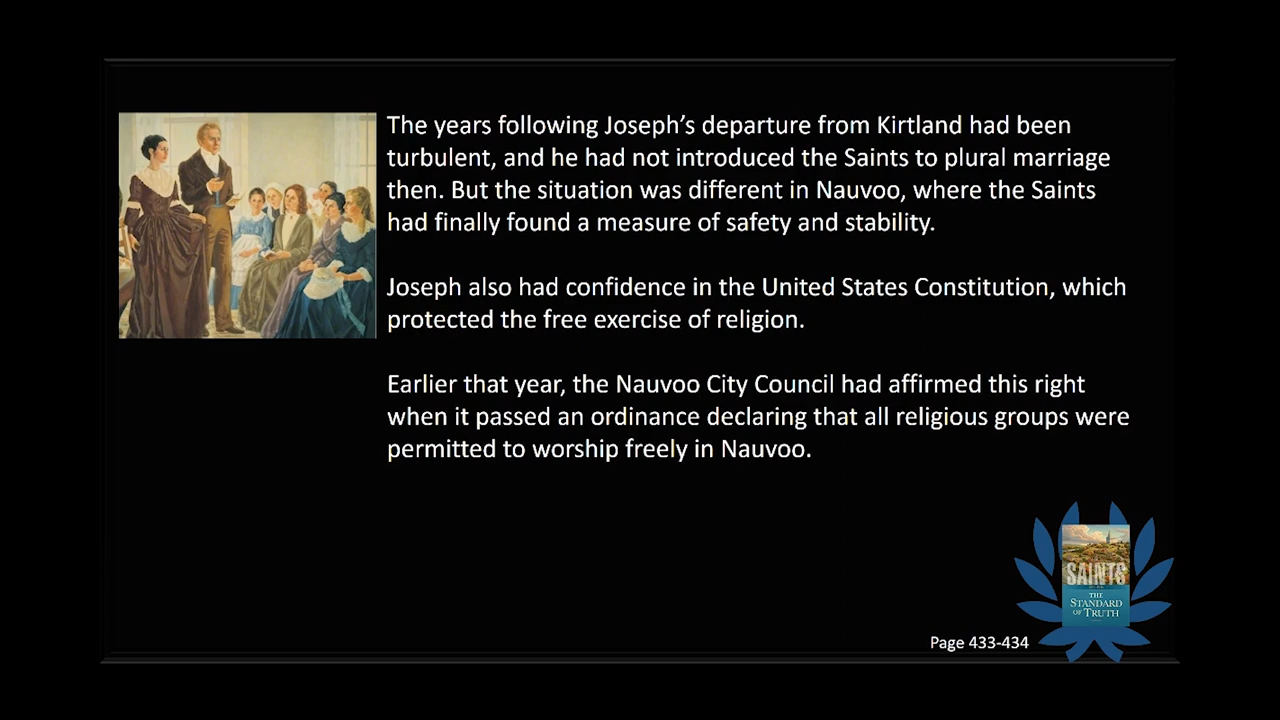 The years following Joseph's departure from Kirtland had been
turbulent, and he had not introduced the Saints to plural marriage
then. But the situation was different in Nauvoo, where the Saints
had finally found a measure of safety and stability.
Joseph also had confidence in the United States Constitution, which
protected the free exercise of religion.
Earlier that year, the Nauvoo City Council had affirmed this right
when it passed an ordinance declaring that all religious groups were
permitted to worship freely in Nauvoo.
SAINTS
THE
STANDARD
OF TRUTH
Page 433-434